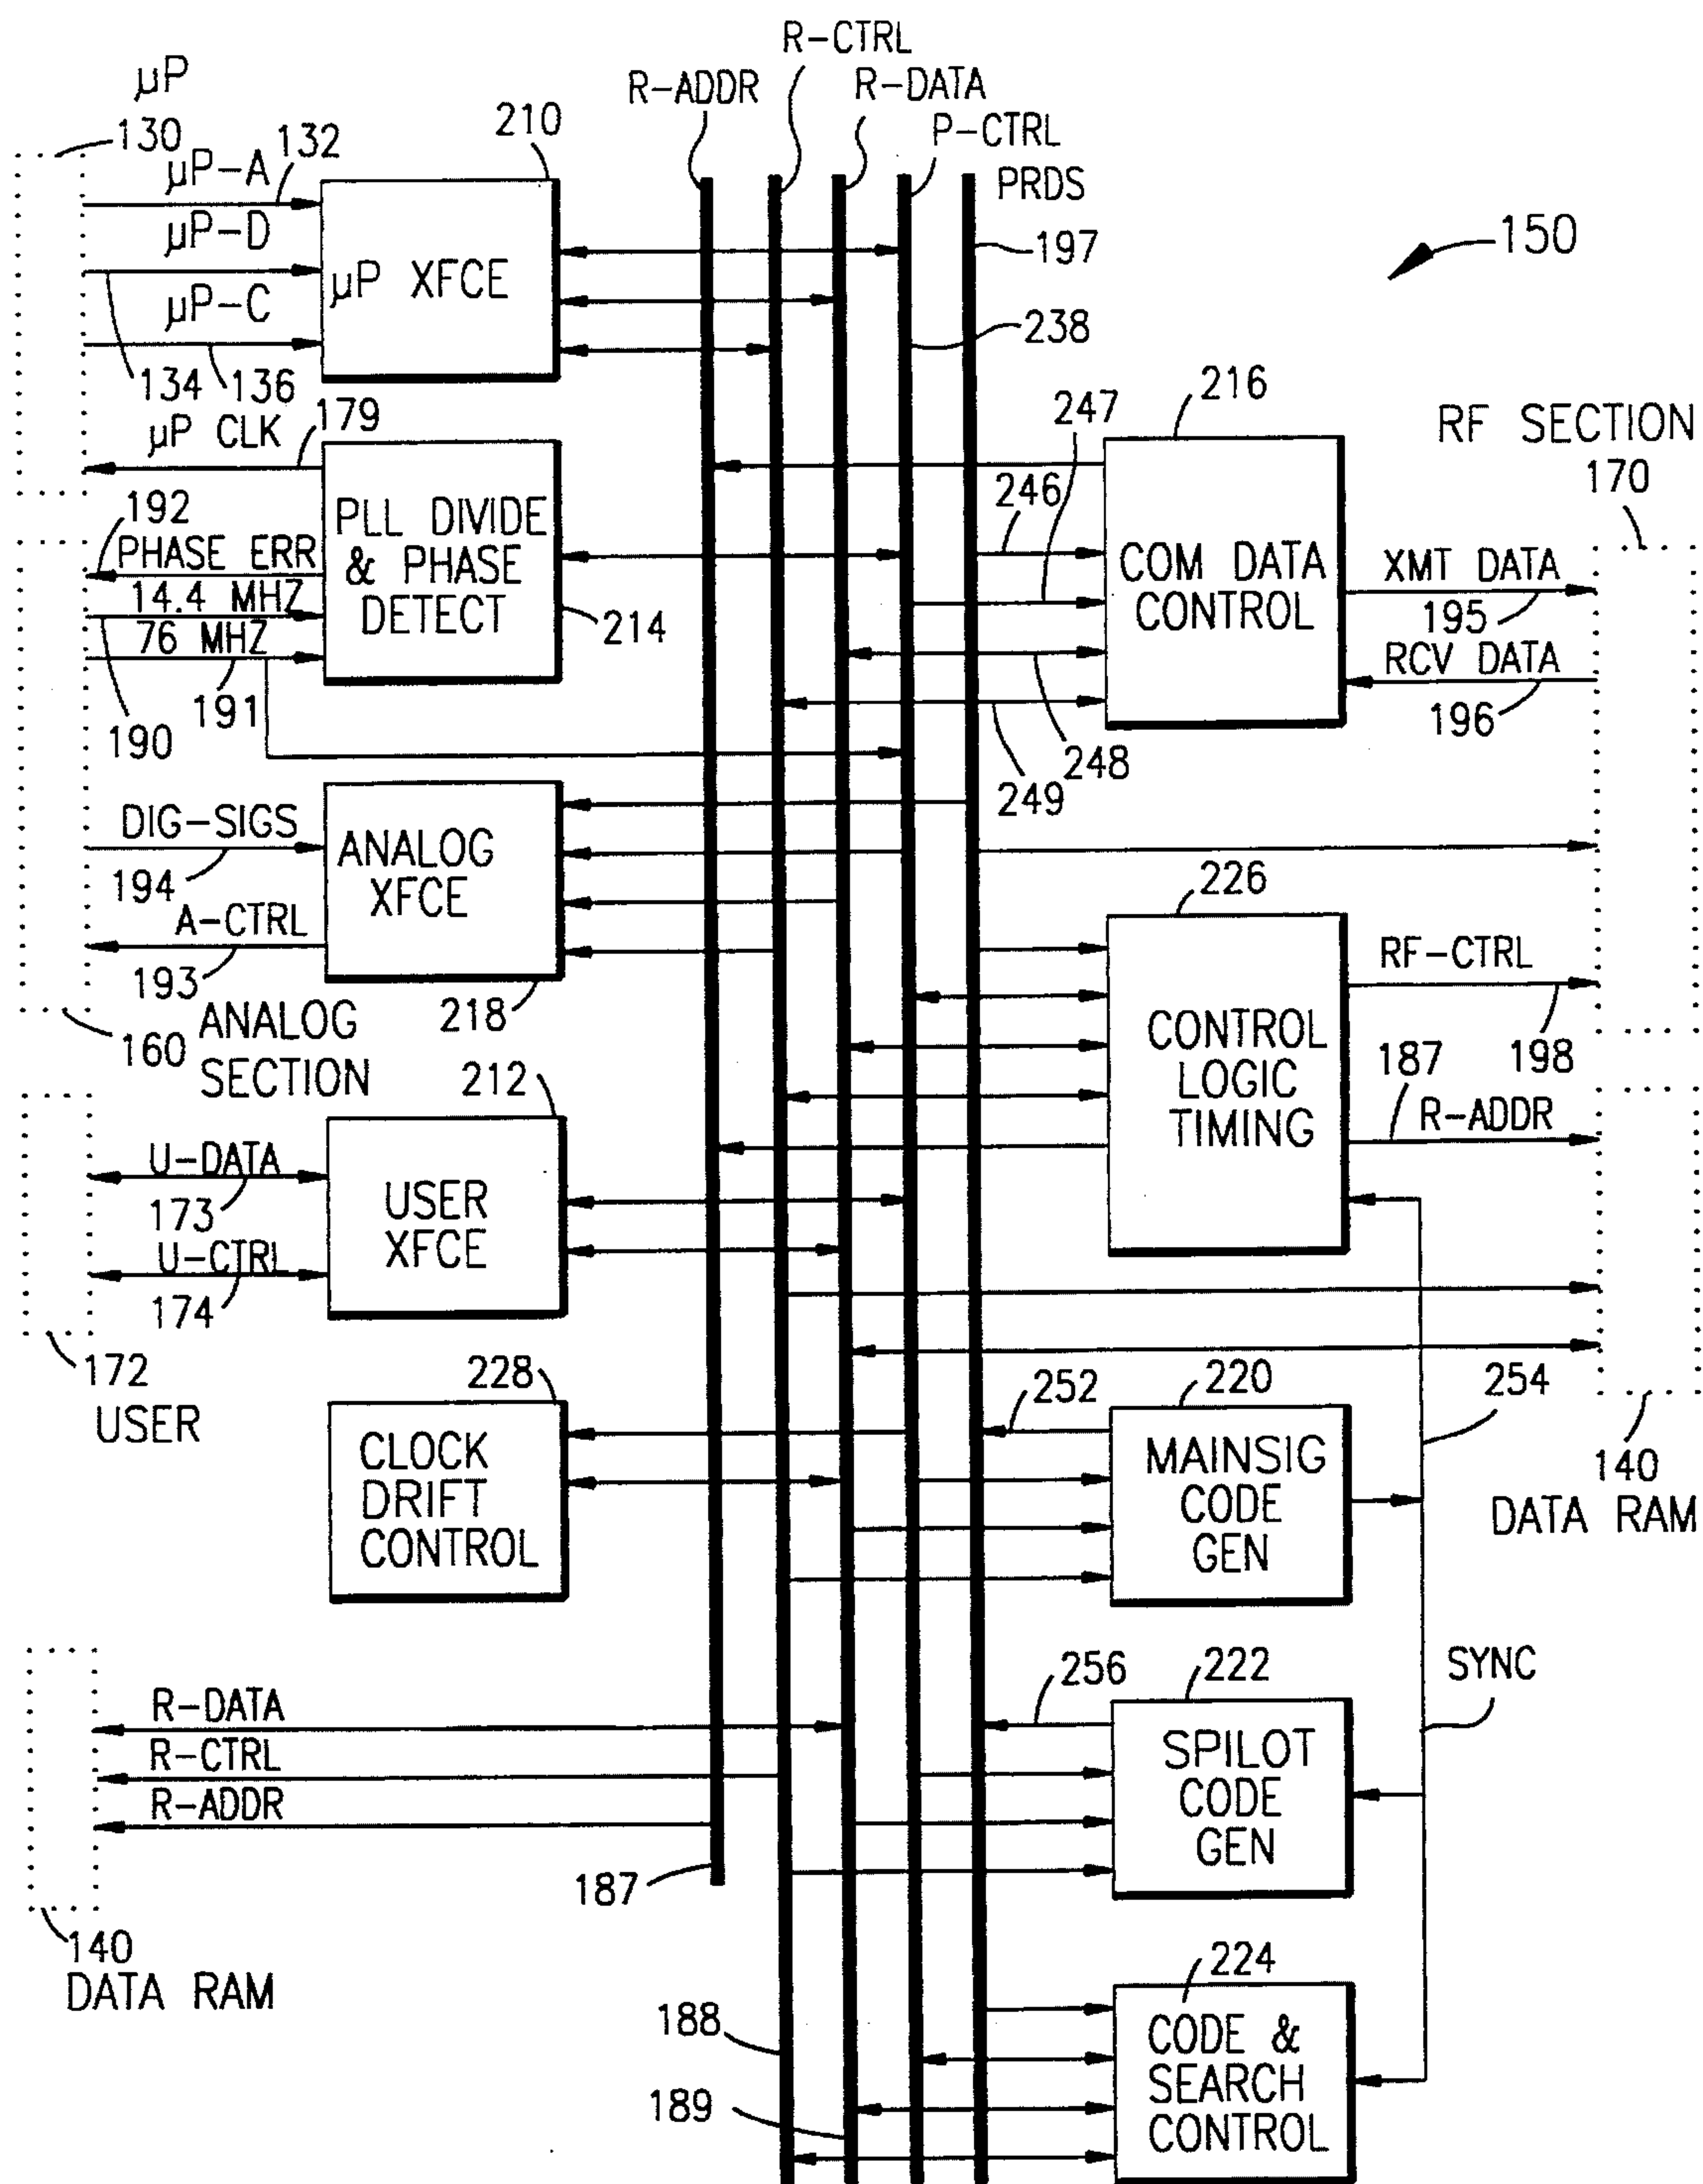 R-CTRL
µP
R-ADDR
R-DATA
130
132
210
P-CTRL
µP-A
PRDS
µP-D
µP XFCE
197
150
µP-C
238
134
136
179
247
216
RF SECTION
170
µP CLK
192
PLL DIVIDE
& PHASE
DETECT
246
PHASE ERR
COM DATA
CONTROL
XMT DATA
195
14.4 MHZ
214
76 MHZ
RCV DATA
191
196
190
248
249
DIG-SIGS
ANALOG
XFCE
194
226
A-CTRL
RF-CTRL
193
218
160
ANALOG
SECTION
CONTROL
LOGIC
TIMING
198
187
212
R-ADDR
U-DATA
USER
XFCE
173
U-CTRL
174
172
USER
228
252
220
254
CLOCK
DRIFT
CONTROL
MAINSIG
CODE
GEN
140
DATA RAM
256
222
SYNC
R-DATA
SPILOT
CODE
GEN
R-CTRL
R-ADDR
187
140
DATA RAM
224
188
CODE &
SEARCH
CONTROL
189